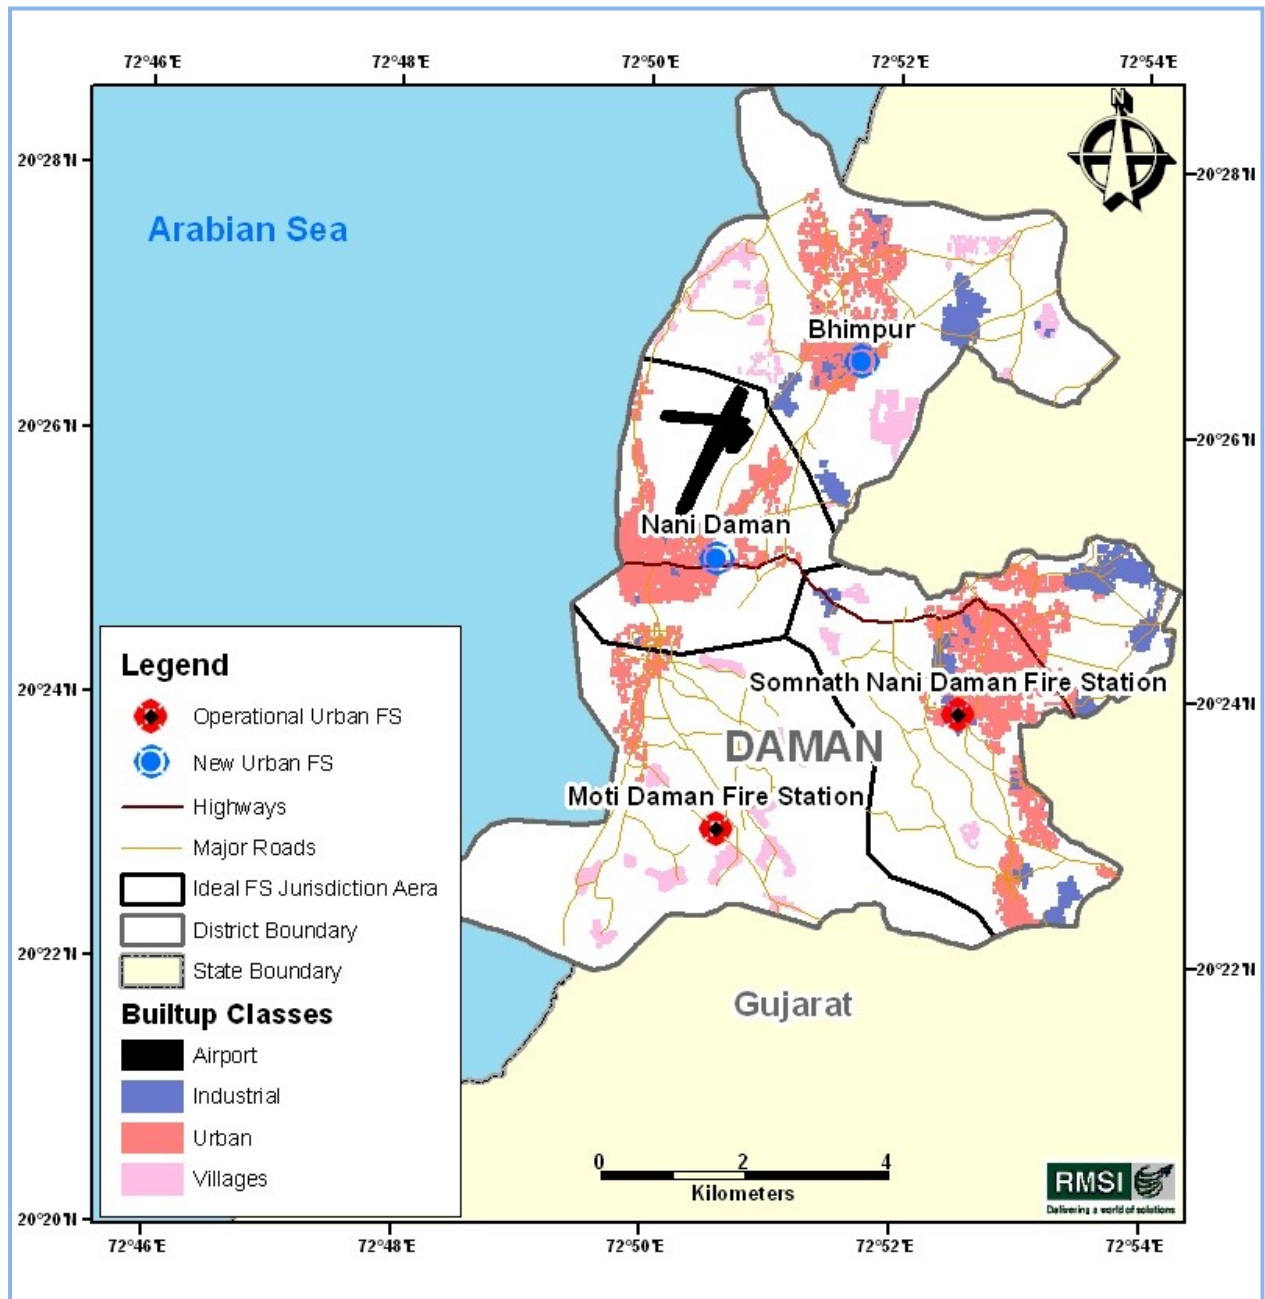 72°46'E 72°48'E 72°50'E 72°52'E 72°54'E
N
20°28'N 20°28'N
Arabian Sea
Bhimpur
20°26'N 20°26'N
Nani Daman
Legend
20°24'N 20°24'N
Somnath Nani Daman Fire Station
Operational Urban FS
DAMAN
New Urban FS
Moti Daman Fire Station
Highways
Major Roads
Ideal FS Jurisdiction Aera
District Boundary
20°22'N 20°22'N
State Boundary
Gujarat
Builtup Classes
Airport
Industrial
Urban
Villages
0 2 4
Kilometers
RMSI
Delivering a world of solutions
20°20'N
72°46'E 72°48'E 72°50'E 72°52'E 72°54'E